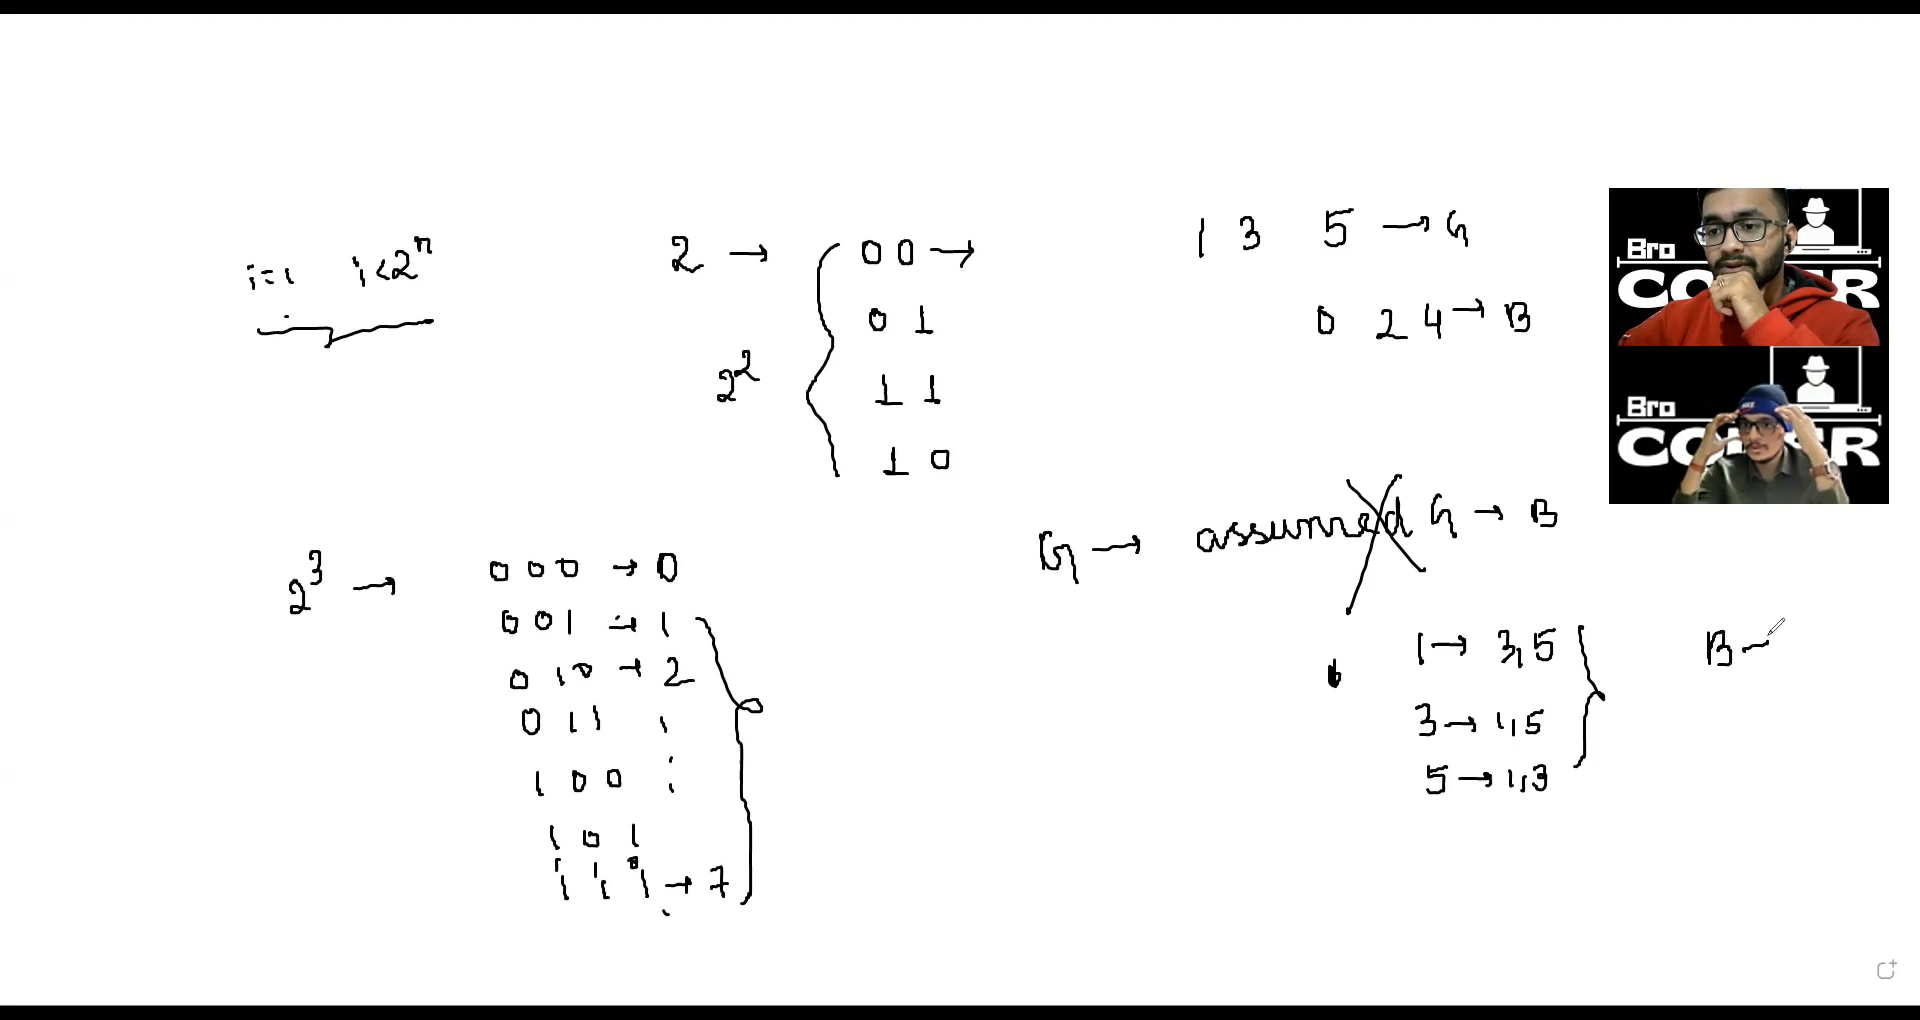 i=1 i<2^n
2 → 00 →
01
2^2
11
10
1 3 5 → G
0 2 4 → B
G → assumed G → B
2^3 → 000 → 0
001 → 1
010 → 2
011
100
101
110
111 → 7
1 → 3,5
3 → 1,5
5 → 1,3
B –
Bro
CODER
Bro
CODER